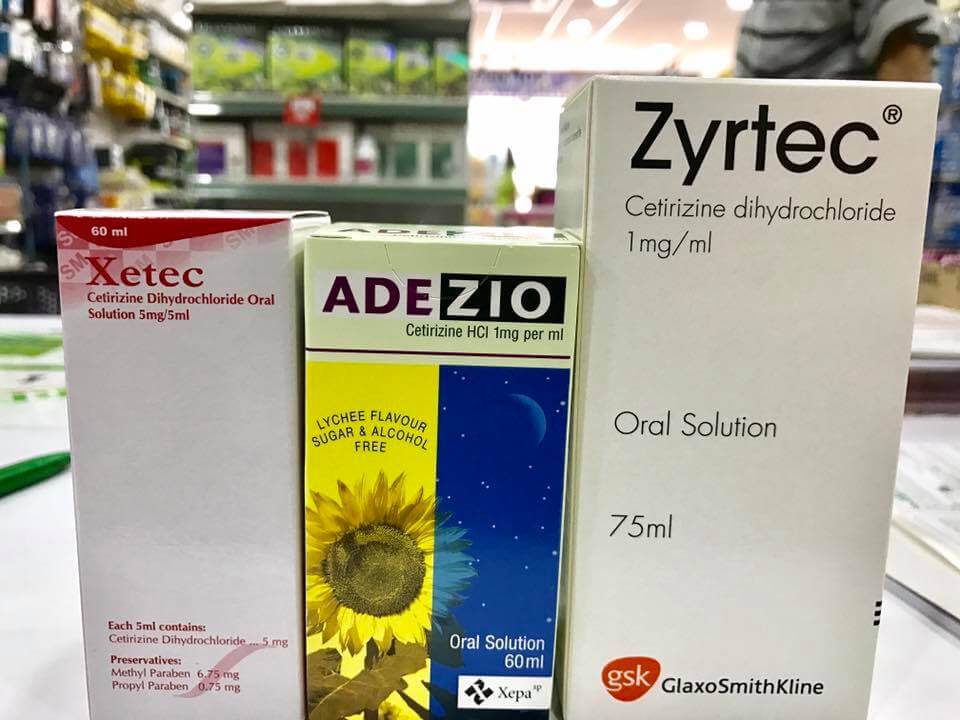 60 ml
Xetec
Cetirizine Dihydrochloride Oral
Solution 5mg/5ml
Each 5ml contains:
Cetirizine Dihydrochloride ... 5 mg
Preservatives:
Methyl Paraben 6.75 mg
Propyl Paraben 0.75 mg
ADEZIO
Cetirizine HCl 1mg per ml
LYCHEE FLAVOUR
SUGAR & ALCOHOL
FREE
Oral Solution
60ml
Xepa sp
Zyrtec®
Cetirizine dihydrochloride
1mg/ml
Oral Solution
75ml
gsk GlaxoSmithKline